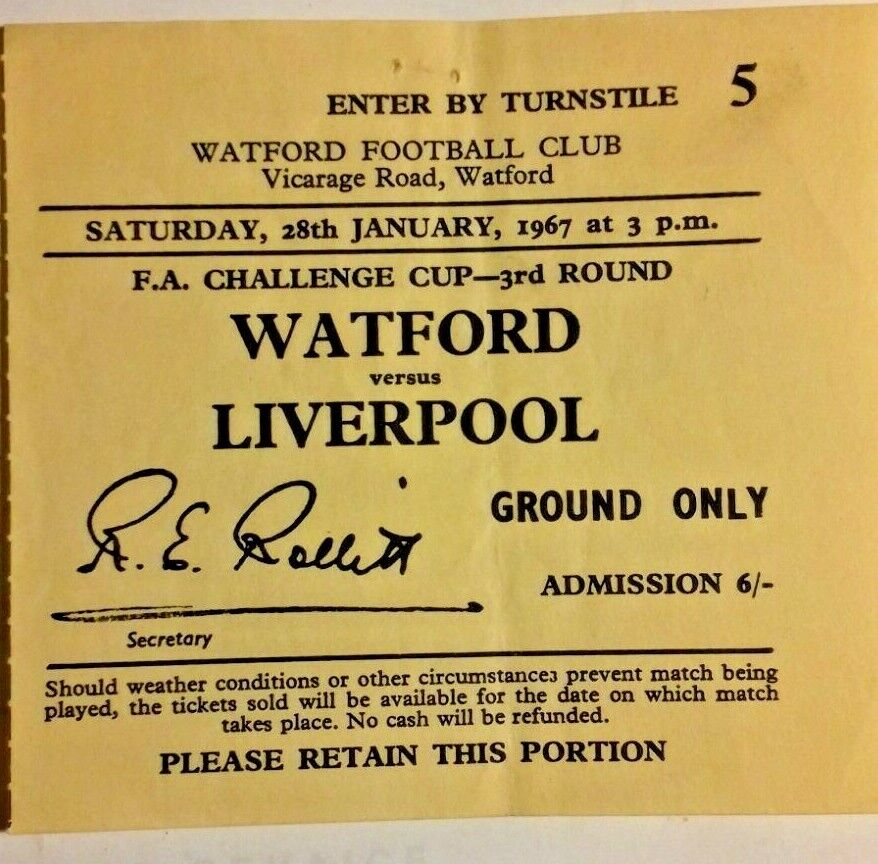 ENTER BY TURNSTILE 5
WATFORD FOOTBALL CLUB
Vicarage Road, Watford
SATURDAY, 28th JANUARY, 1967 at 3 p.m.
F.A. CHALLENGE CUP—3rd ROUND
WATFORD
versus
LIVERPOOL
R. E. Rollitt
GROUND ONLY
ADMISSION 6/-
Secretary
Should weather conditions or other circumstances prevent match being
played, the tickets sold will be available for the date on which match
takes place. No cash will be refunded.
PLEASE RETAIN THIS PORTION